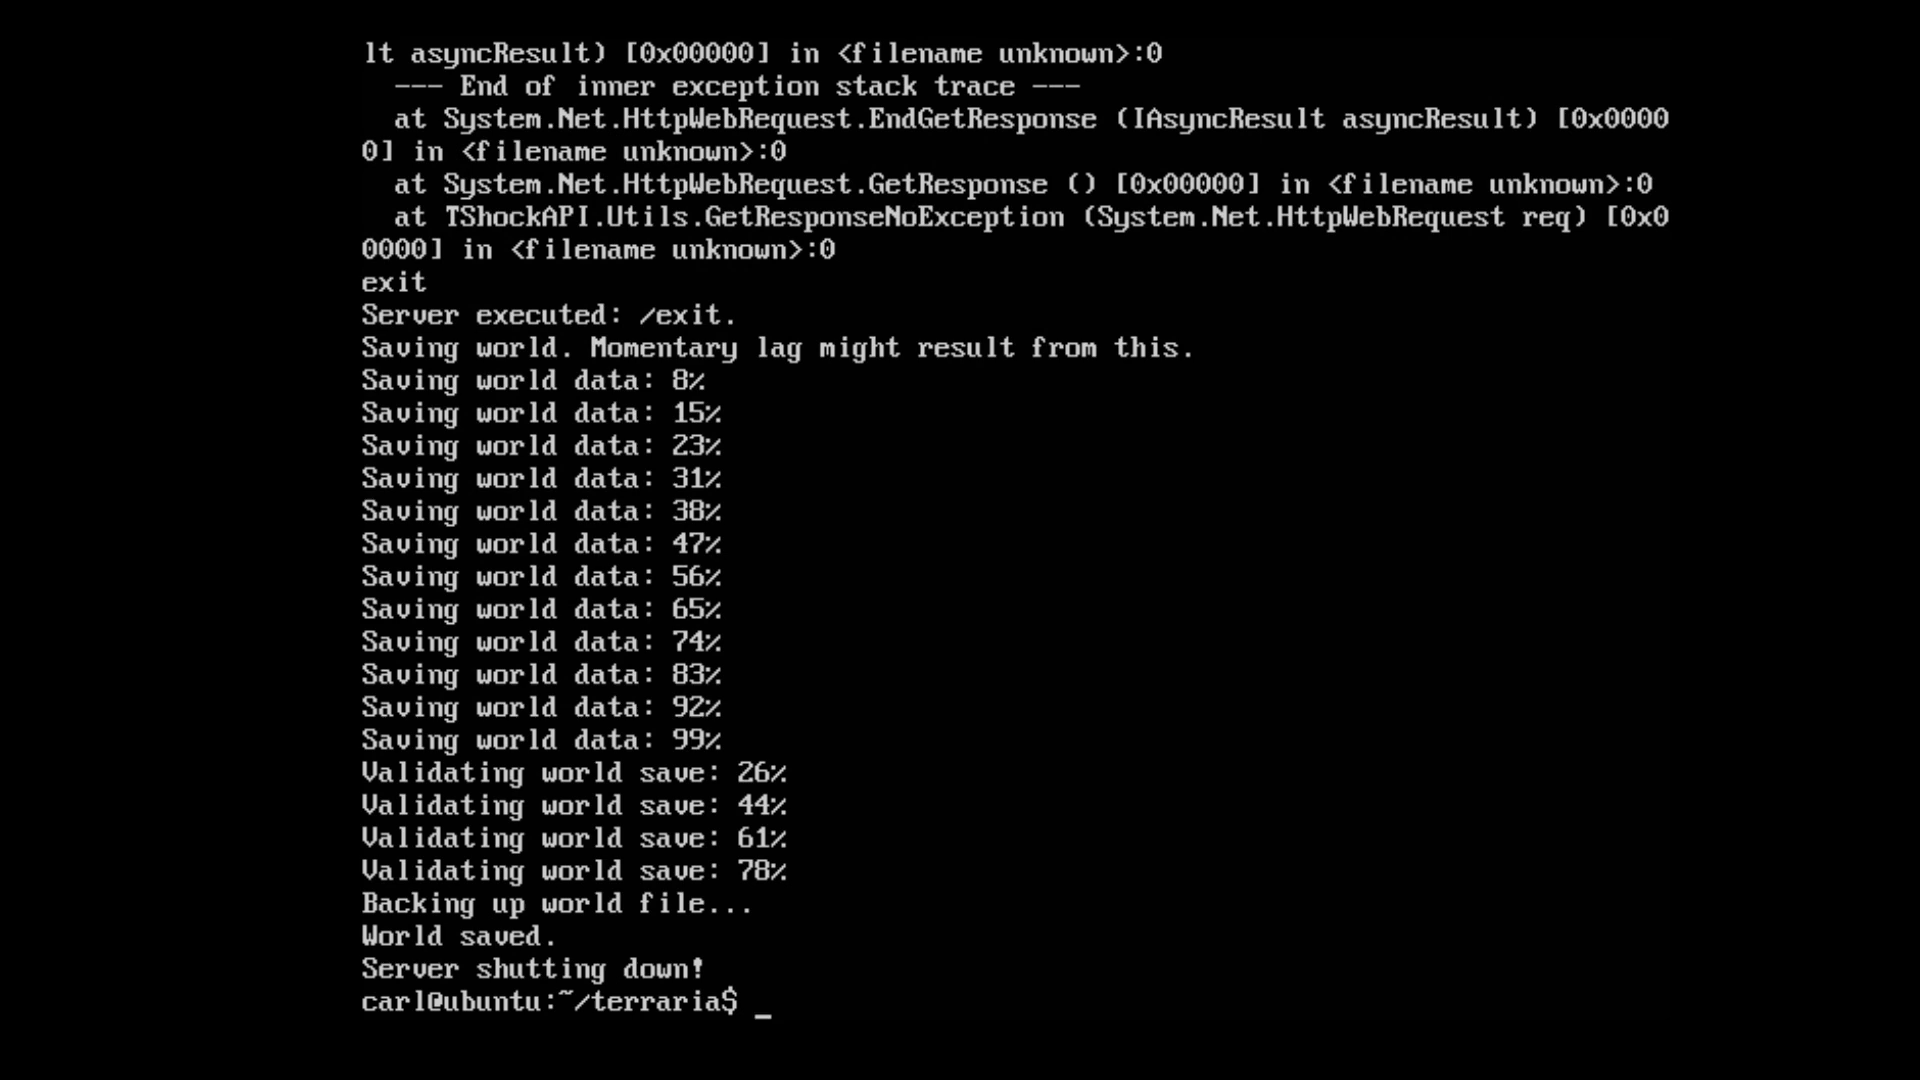 lt asyncResult) [0x00000] in <filename unknown>:0
  --- End of inner exception stack trace ---
  at System.Net.HttpWebRequest.EndGetResponse (IAsyncResult asyncResult) [0x0000
0] in <filename unknown>:0
  at System.Net.HttpWebRequest.GetResponse () [0x00000] in <filename unknown>:0
  at TShockAPI.Utils.GetResponseNoException (System.Net.HttpWebRequest req) [0x0
0000] in <filename unknown>:0
exit
Server executed: /exit.
Saving world. Momentary lag might result from this.
Saving world data: 8%
Saving world data: 15%
Saving world data: 23%
Saving world data: 31%
Saving world data: 38%
Saving world data: 47%
Saving world data: 56%
Saving world data: 65%
Saving world data: 74%
Saving world data: 83%
Saving world data: 92%
Saving world data: 99%
Validating world save: 26%
Validating world save: 44%
Validating world save: 61%
Validating world save: 78%
Backing up world file...
World saved.
Server shutting down!
carl@ubuntu:~/terraria$ _